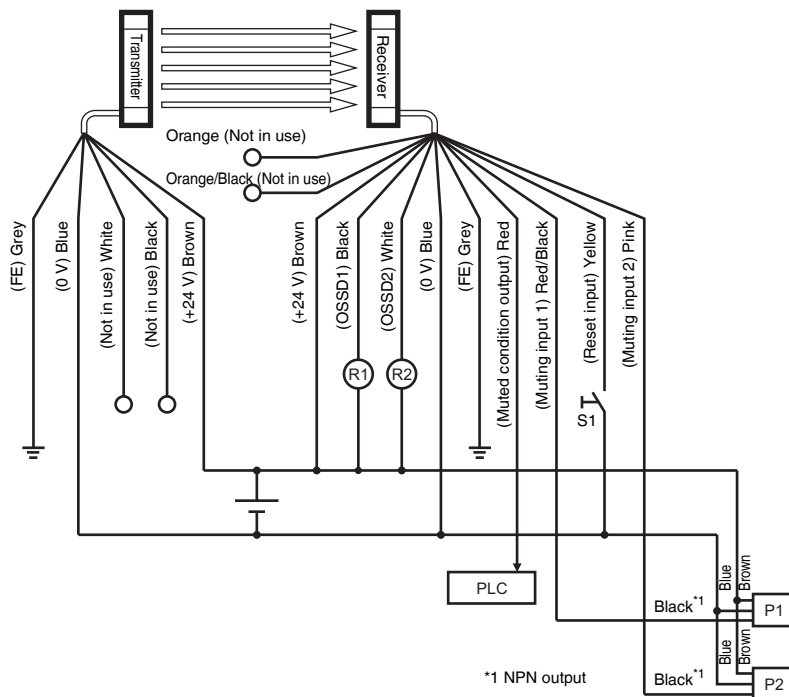 Transmitter
Receiver
Orange (Not in use)
Orange/Black (Not in use)
(FE) Grey
(0 V) Blue
(Not in use) White
(Not in use) Black
(+24 V) Brown
(+24 V) Brown
(OSSD1) Black
(OSSD2) White
(0 V) Blue
(FE) Grey
(Muted condition output) Red
(Muting input 1) Red/Black
(Reset input) Yellow
(Muting input 2) Pink
R1
R2
S1
PLC
Blue
Brown
Black*1
P1
Blue
Brown
*1 NPN output
Black*1
P2